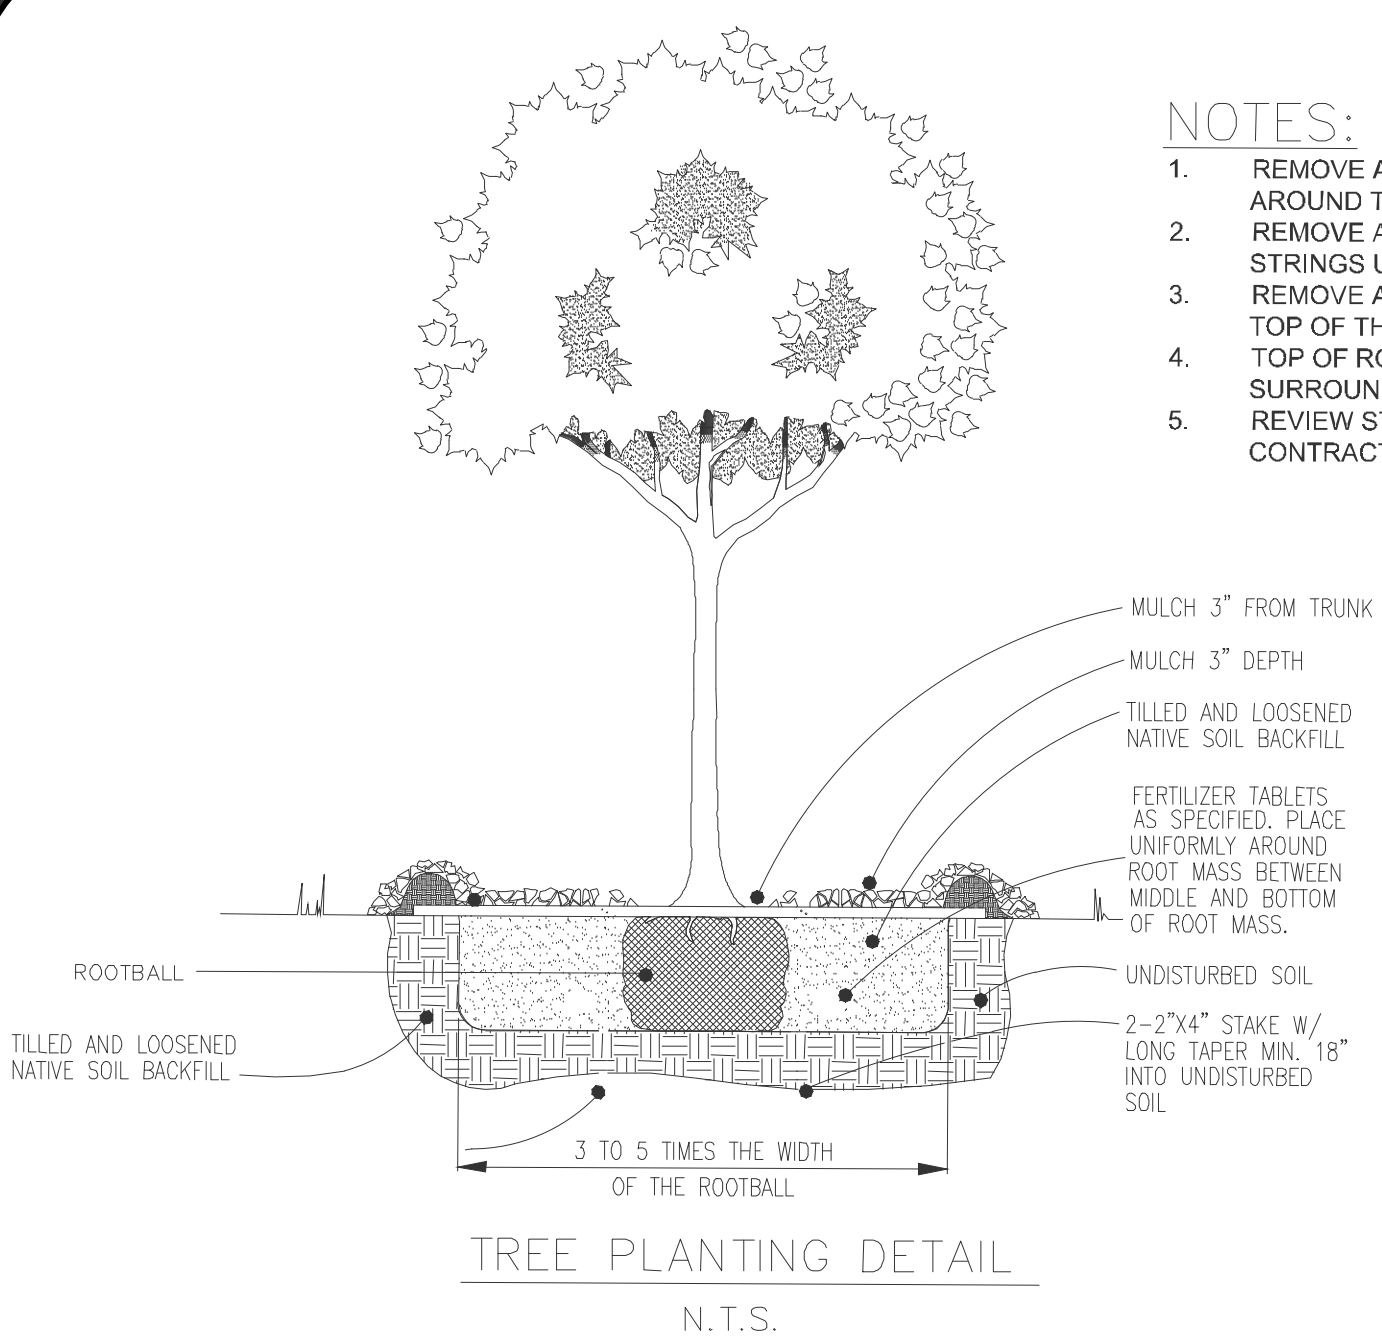 NOTES:
1. REMOVE
AROUND
2. REMOVE
STRINGS
3. REMOVE
TOP OF
4. TOP OF
5. REVIEW
MULCH 3” FROM TRUNK
MULCH 3” DEPTH
TILLED AND LOOSENED
NATIVE SOIL BACKFILL
FERTILIZER TABLETS
AS SPECIFIED. PLACE
UNIFORMLY AROUND
ROOT MASS BETWEEN
MIDDLE AND BOTTOM
OF ROOT MASS.
UNDISTURBED SOIL
2-2”X4” STAKE W/
LONG TAPER MIN. 18”
INTO UNDISTURBED
SOIL
ROOTBALL
TILLED AND LOOSENED
NATIVE SOIL BACKFILL
3 TO 5 TIMES THE WIDTH
OF THE ROOTBALL
TREE PLANTING DETAIL
N.T.S.